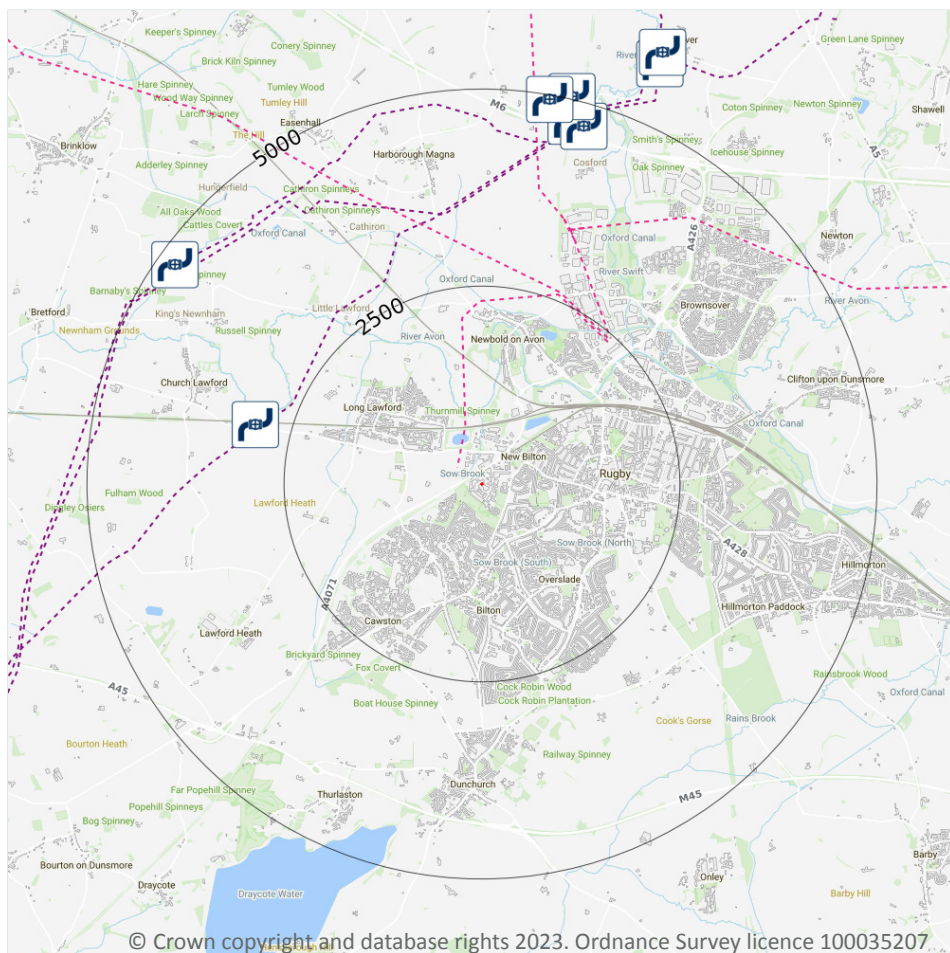 Keeper's Spinney
Conery Spinney
Green Lane Spinney
Brick Kiln Spinney
River
Hare Spinney
Tumley Wood
Wood Way Spinney
Tumley Hill
M6
Coton Spinney
Newton Spinney
Larch Spinney
Easenhall
Shawell
The Hill
Brinklow
5000
Harborough Magna
Smith's Spinney
Icehouse Spinney
A5
Adderley Spinney
Cosford
Oak Spinney
Hungerfield
Cathiron Spinneys
All Oaks Wood
Cathiron Spinneys
Cattles Covert
Cathiron
Oxford Canal
Oxford Canal
A426
Newton
Spinney
Oxford Canal
River Swift
Barnaby's Spinney
Little Lawford
2500
Brownsover
River Avon
Bretford
King's Newnham
Newnham Grounds
Russell Spinney
River Avon
Newbold on Avon
Church Lawford
Clifton upon Dunsmore
Long Lawford
Thurnmill Spinney
Oxford Canal
New Bilton
Sow Brook
Rugby
Fulham Wood
Lawford Heath
Dingley Osiers
Sow Brook (North)
A428
Sow Brook (South)
Hillmorton
Overslade
A4071
Bilton
Hillmorton Paddock
Cawston
Lawford Heath
Brickyard Spinney
Fox Covert
Rainsbrook Wood
A45
Cock Robin Wood
Oxford Canal
Boat House Spinney
Cock Robin Plantation
Cook's Gorse
Rains Brook
Bourton Heath
Railway Spinney
Dunchurch
Far Popehill Spinney
Thurlaston
M45
Popehill Spinneys
Bog Spinney
Bourton on Dunsmore
Barby
Onley
Draycote
Draycote Water
Barby Hill
© Crown copyright and database rights 2023. Ordnance Survey licence 100035207